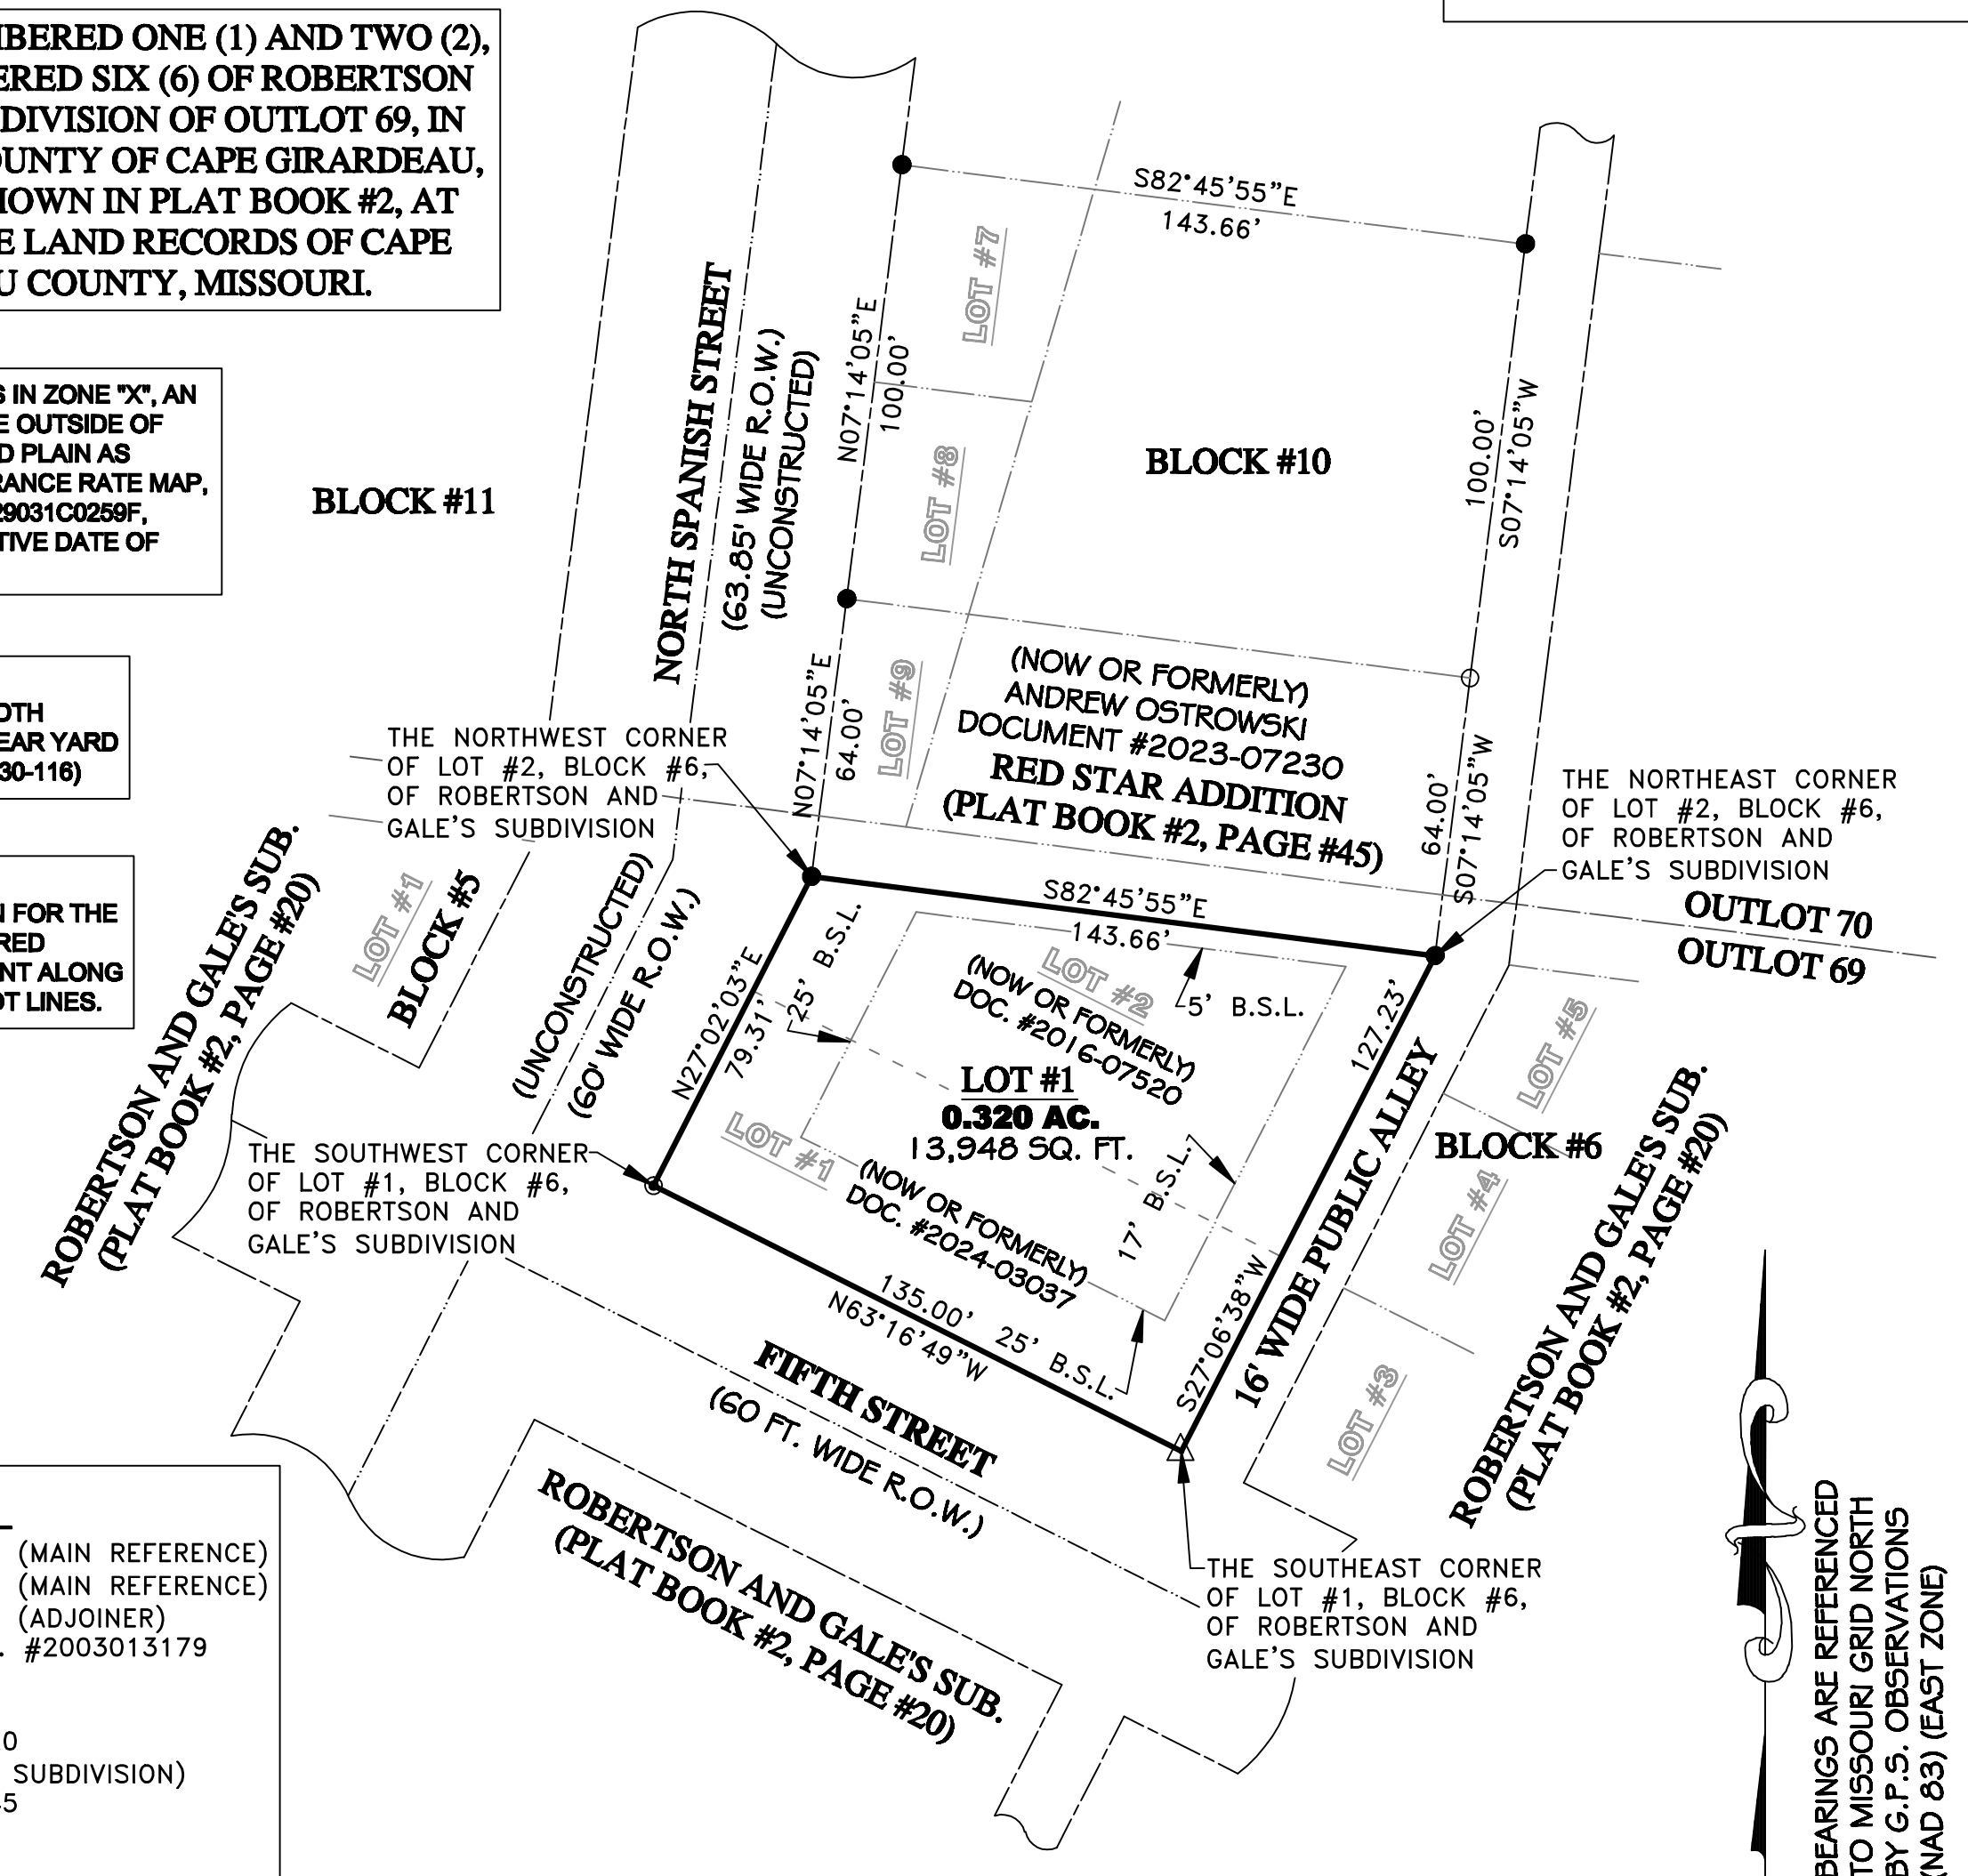 IBERED ONE (1) AND TWO (2),
ERED SIX (6) OF ROBERTSON
DIVISION OF OUTLOT 69, IN
OUNTY OF CAPE GIRARDEAU,
HOWN IN PLAT BOOK #2, AT
E LAND RECORDS OF CAPE
U COUNTY, MISSOURI.
S IN ZONE "X", AN
E OUTSIDE OF
D PLAIN AS
RANCE RATE MAP,
29031C0259F,
TIVE DATE OF
DTH
EAR YARD
30-116)
N FOR THE
RED
NT ALONG
OT LINES.
BLOCK #11
NORTH SPANISH STREET
(63.85' WIDE R.O.W.)
(UNCONSTRUCTED)
S82°45'55"E
143.66'
LOT #7
N07°14'05"E
100.00'
LOT #8
BLOCK #10
100.00'
S07°14'05"W
N07°14'05"E
64.00'
LOT #9
(NOW OR FORMERLY)
ANDREW OSTROWSKI
DOCUMENT #2023-07230
RED STAR ADDITION
(PLAT BOOK #2, PAGE #45)
64.00'
S07°14'05"W
THE NORTHWEST CORNER
OF LOT #2, BLOCK #6,
OF ROBERTSON AND
GALE'S SUBDIVISION
THE NORTHEAST CORNER
OF LOT #2, BLOCK #6,
OF ROBERTSON AND
GALE'S SUBDIVISION
OUTLOT 70
OUTLOT 69
ROBERTSON AND GALE'S SUB.
(PLAT BOOK #2, PAGE #20)
LOT #1
BLOCK #5
(UNCONSTRUCTED)
(60' WIDE R.O.W.)
N27°02'03"E
79.31'
25' B.S.L.
S82°45'55"E
143.66'
LOT #2
5' B.S.L.
(NOW OR FORMERLY)
DOC. #2016-07520
LOT #1
0.320 AC.
13,948 SQ. FT.
LOT #1
(NOW OR FORMERLY)
DOC. #2024-03037
17' B.S.L.
127.23'
S27°06'38"W
16' WIDE PUBLIC ALLEY
LOT #5
BLOCK #6
LOT #4
LOT #3
ROBERTSON AND GALE'S SUB.
(PLAT BOOK #2, PAGE #20)
THE SOUTHWEST CORNER
OF LOT #1, BLOCK #6,
OF ROBERTSON AND
GALE'S SUBDIVISION
135.00'
25' B.S.L.
N63°16'49"W
FIFTH STREET
(60 FT. WIDE R.O.W.)
ROBERTSON AND GALE'S SUB.
(PLAT BOOK #2, PAGE #20)
THE SOUTHEAST CORNER
OF LOT #1, BLOCK #6,
OF ROBERTSON AND
GALE'S SUBDIVISION
(MAIN REFERENCE)
(MAIN REFERENCE)
(ADJOINER)
. #2003013179
0
SUBDIVISION)
5
BEARINGS ARE REFERENCED
TO MISSOURI GRID NORTH
BY G.P.S. OBSERVATIONS
(NAD 83) (EAST ZONE)